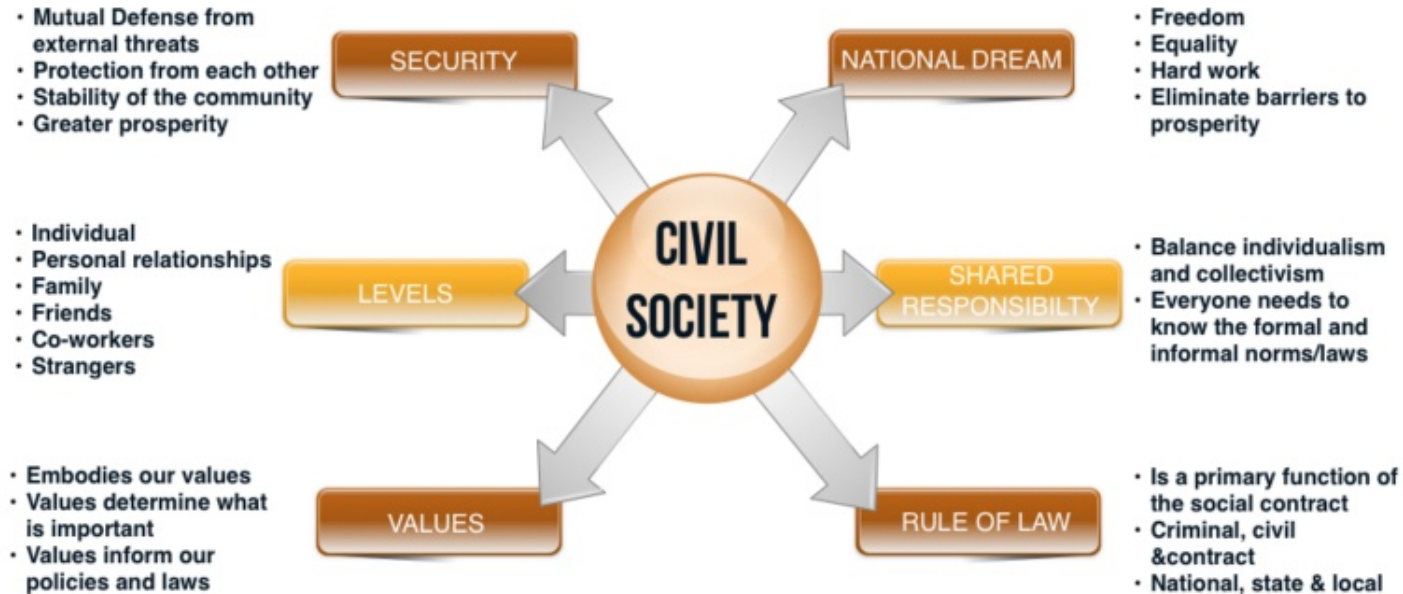 • Mutual Defense from
external threats
• Protection from each other
• Stability of the community
• Greater prosperity
SECURITY
NATIONAL DREAM
• Freedom
• Equality
• Hard work
• Eliminate barriers to
prosperity
• Individual
• Personal relationships
• Family
• Friends
• Co-workers
• Strangers
LEVELS
CIVIL
SOCIETY
SHARED
RESPONSIBILTY
• Balance individualism
and collectivism
• Everyone needs to
know the formal and
informal norms/laws
• Embodies our values
• Values determine what
is important
• Values inform our
policies and laws
VALUES
RULE OF LAW
• Is a primary function of
the social contract
• Criminal, civil
&contract
• National, state & local